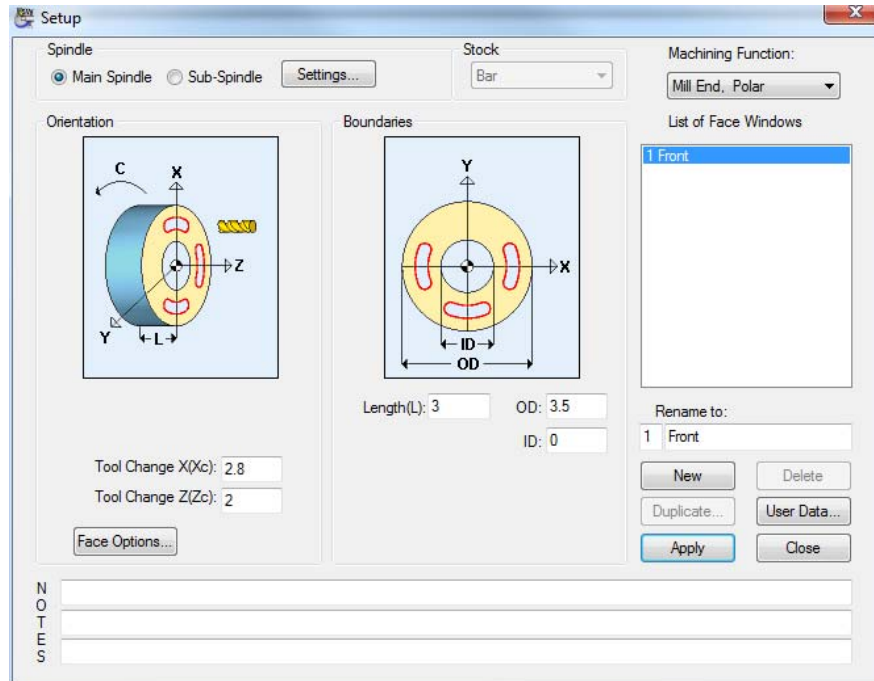 Setup
Spindle
Main Spindle
Sub-Spindle
Settings...
Stock
Bar
Machining Function:
Mill End, Polar
Orientation
C
X
Z
Y
L
Tool Change X(Xc): 2.8
Tool Change Z(Zc): 2
Face Options...
Boundaries
Y
X
ID
OD
Length(L): 3
OD: 3.5
ID: 0
List of Face Windows
1 Front
Rename to:
1 Front
New
Delete
Duplicate...
User Data...
Apply
Close
N
O
T
E
S